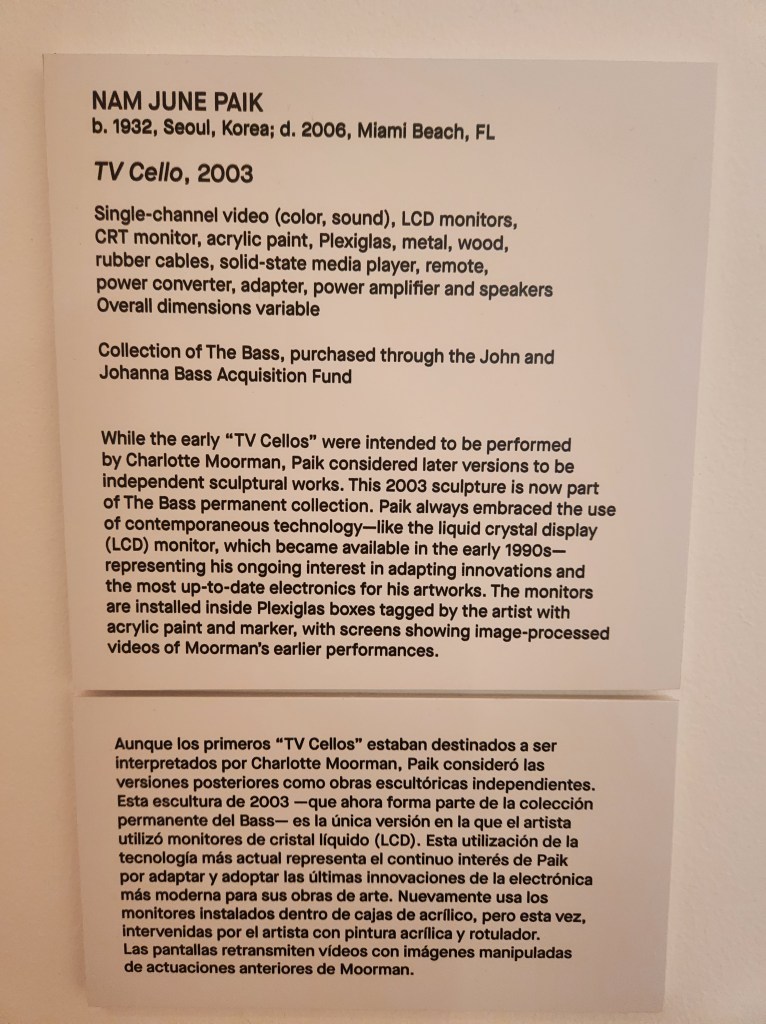 NAM JUNE PAIK
b. 1932, Seoul, Korea; d. 2006, Miami Beach, FL
TV Cello, 2003
Single-channel video (color, sound), LCD monitors,
CRT monitor, acrylic paint, Plexiglas, metal, wood,
rubber cables, solid-state media player, remote,
power converter, adapter, power amplifier and speakers
Overall dimensions variable
Collection of The Bass, purchased through the John and
Johanna Bass Acquisition Fund
While the early “TV Cellos” were intended to be performed
by Charlotte Moorman, Paik considered later versions to be
independent sculptural works. This 2003 sculpture is now part
of The Bass permanent collection. Paik always embraced the use
of contemporaneous technology—like the liquid crystal display
(LCD) monitor, which became available in the early 1990s—
representing his ongoing interest in adapting innovations and
the most up-to-date electronics for his artworks. The monitors
are installed inside Plexiglas boxes tagged by the artist with
acrylic paint and marker, with screens showing image-processed
videos of Moorman’s earlier performances.
Aunque los primeros “TV Cellos” estaban destinados a ser
interpretados por Charlotte Moorman, Paik consideró las
versiones posteriores como obras escultóricas independientes.
Esta escultura de 2003 —que ahora forma parte de la colección
permanente del Bass— es la única versión en la que el artista
utilizó monitores de cristal líquido (LCD). Esta utilización de la
tecnología más actual representa el continuo interés de Paik
por adaptar y adoptar las últimas innovaciones de la electrónica
más moderna para sus obras de arte. Nuevamente usa los
monitores instalados dentro de cajas de acrílico, pero esta vez,
intervenidas por el artista con pintura acrílica y rotulador.
Las pantallas retransmiten vídeos con imágenes manipuladas
de actuaciones anteriores de Moorman.